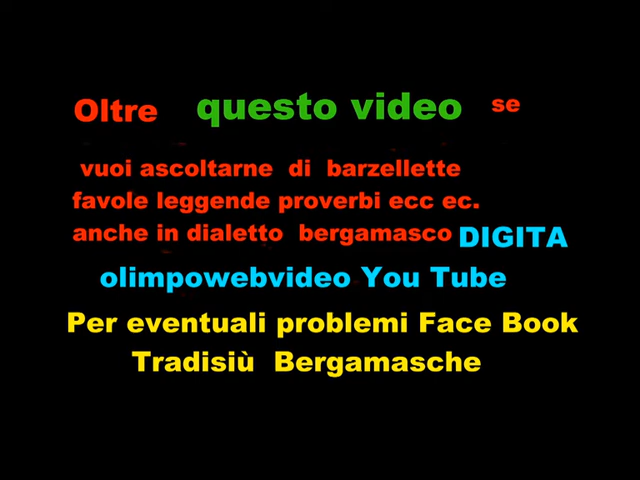 Oltre questo video se
vuoi ascoltarne di barzellette
favole leggende proverbi ecc ec.
anche in dialetto bergamasco DIGITA
olimpowebvideo You Tube
Per eventuali problemi Face Book
Tradisiù Bergamasche